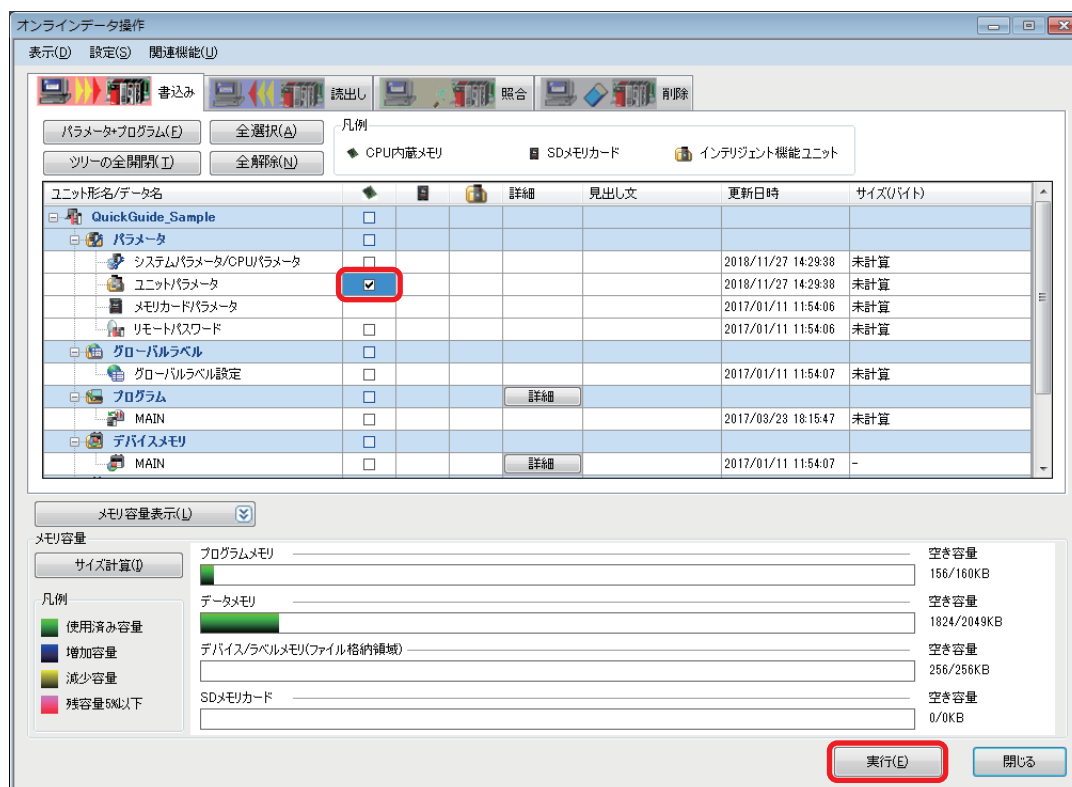 オンラインデータ操作
表示(D) 設定(S) 関連機能(U)
書込み 読出し 照合 削除
パラメータ+プログラム(F) 全選択(A) 凡例
CPU内蔵メモリ SDメモリカード インテリジェント機能ユニット
ツリーの全開閉(T) 全解除(N)
ユニット形名/データ名 詳細 見出し文 更新日時 サイズ(バイト)
QuickGuide_Sample
パラメータ
システムパラメータ/CPUパラメータ 2018/11/27 14:29:38 未計算
ユニットパラメータ 2018/11/27 14:29:38 未計算
メモリカードパラメータ 2017/01/11 11:54:06 未計算
リモートパスワード 2017/01/11 11:54:06 未計算
グローバルラベル
グローバルラベル設定 2017/01/11 11:54:07 未計算
プログラム 詳細
MAIN 2017/03/23 18:15:47 未計算
デバイスメモリ
MAIN 詳細 2017/01/11 11:54:07 -
メモリ容量表示(L)
メモリ容量
サイズ計算(I)
プログラムメモリ 空き容量
156/160KB
凡例
使用済み容量
増加容量
減少容量
残容量5%以下
データメモリ 空き容量
1824/2049KB
デバイス/ラベルメモリ(ファイル格納領域) 空き容量
256/256KB
SDメモリカード 空き容量
0/0KB
実行(E) 閉じる